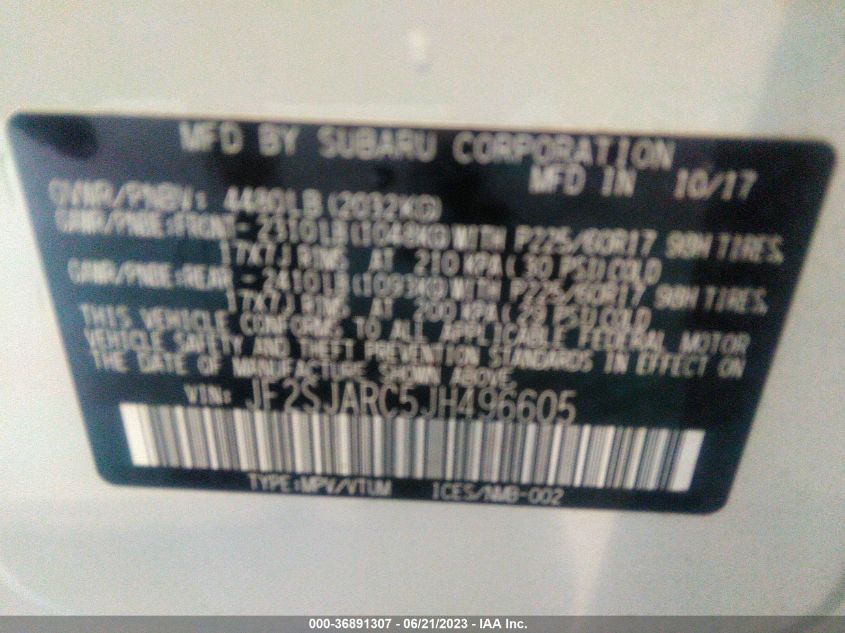 MFD BY SUBARU CORPORATION
MFD IN 10/17
GVWR/PNBV: 4480LB(2032KG)
GAWR/PNBE:FRONT- 2310LB(1048KG)WITH P225/60R17 98H TIRES,
17X7J RIMS AT 210 KPA(30 PSI)COLD
GAWR/PNBE:REAR - 2410LB(1093KG)WITH P225/60R17 98H TIRES,
17X7J RIMS AT 200 KPA(29 PSI)COLD
THIS VEHICLE CONFORMS TO ALL APPLICABLE FEDERAL MOTOR
VEHICLE SAFETY AND THEFT PREVENTION STANDARDS IN EFFECT ON
THE DATE OF MANUFACTURE SHOWN ABOVE.
VIN: JF2SJARC5JH496605
TYPE:MPV/VTUM ICES/NMB-002
000-36891307 - 06/21/2023 - IAA Inc.